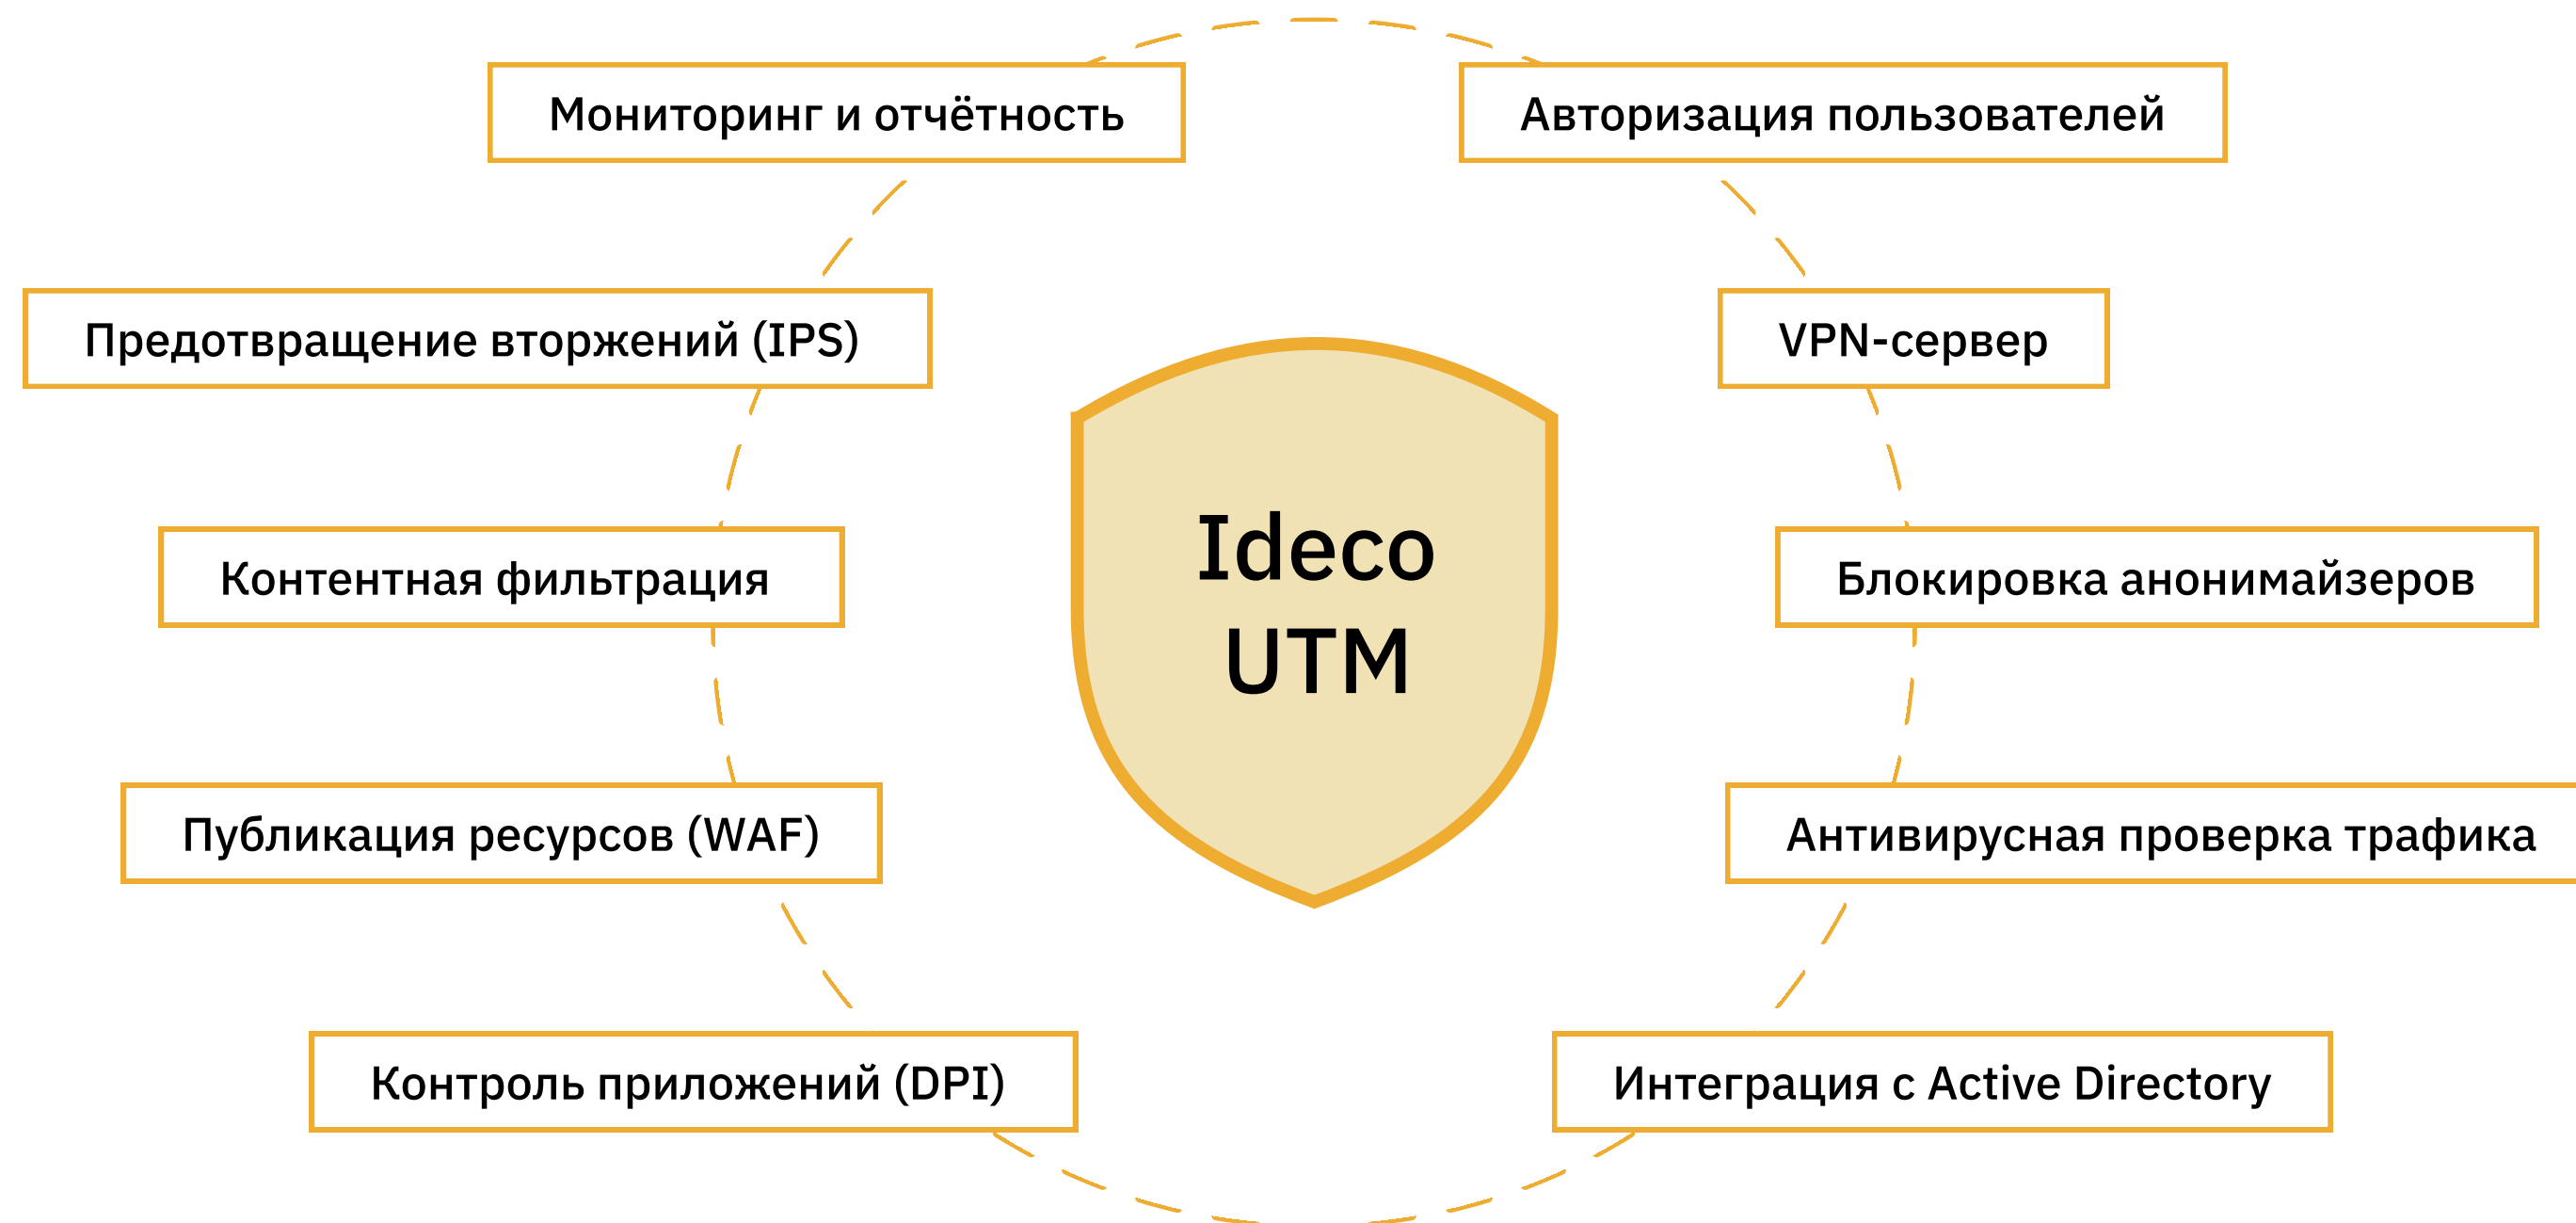 Мониторинг и отчётность
Авторизация пользователей
Предотвращение вторжений (IPS)
VPN-сервер
Ideco
UTM
Контентная фильтрация
Блокировка анонимайзеров
Публикация ресурсов (WAF)
Антивирусная проверка трафика
Контроль приложений (DPI)
Интеграция с Active Directory